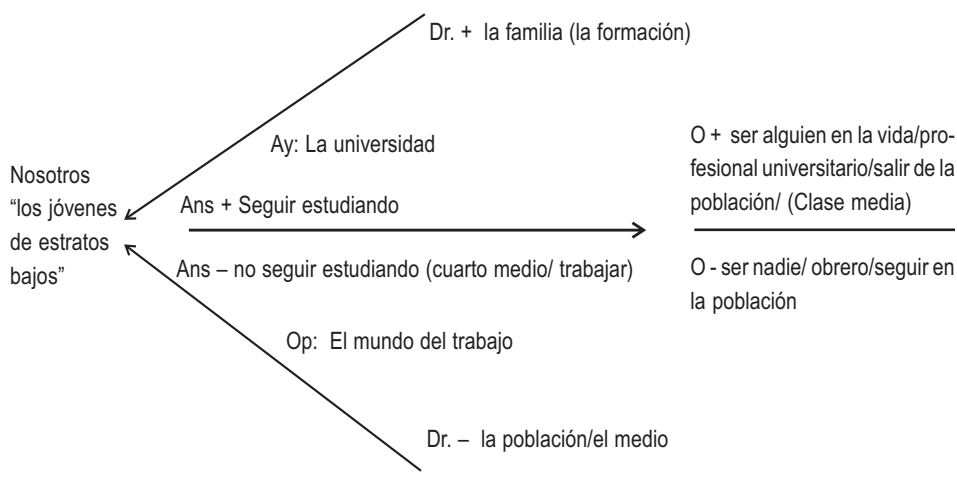 Dr. + la familia (la formación)
Ay: La universidad
Nosotros
“los jóvenes
de estratos
bajos”
Ans + Seguir estudiando
Ans – no seguir estudiando (cuarto medio/ trabajar)
O + ser alguien en la vida/pro-
fesional universitario/salir de la
población/ (Clase media)
O - ser nadie/ obrero/seguir en
la población
Op: El mundo del trabajo
Dr. – la población/el medio